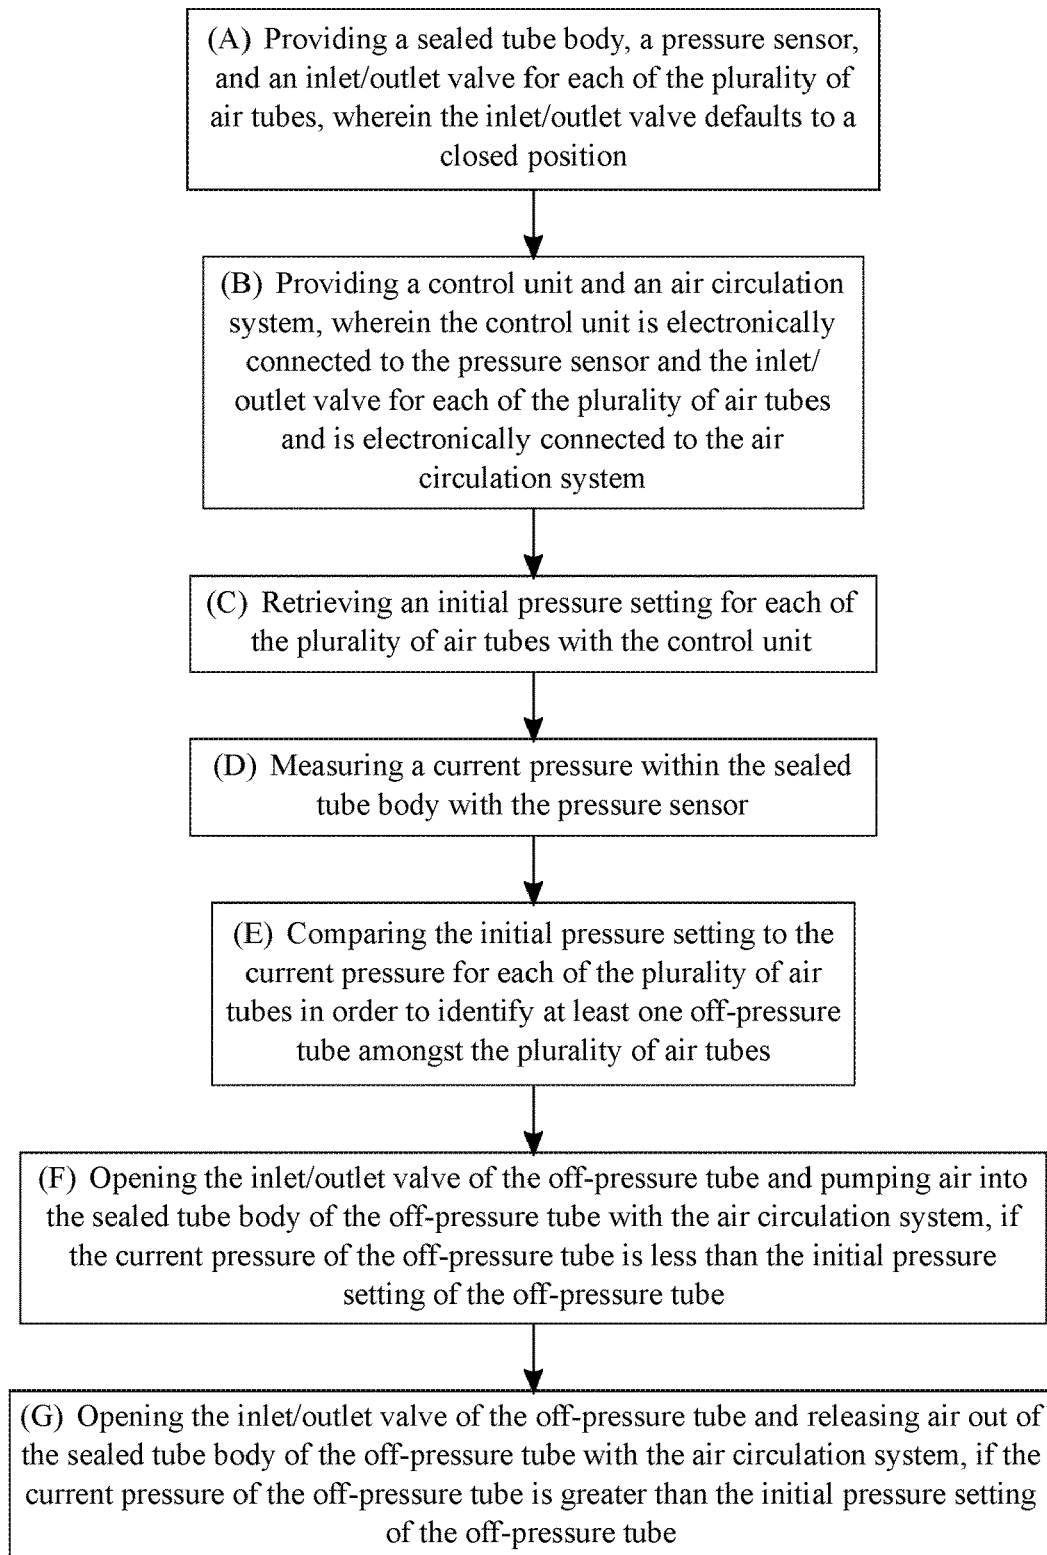 (A) Providing a sealed tube body, a pressure sensor,
and an inlet/outlet valve for each of the plurality of
air tubes, wherein the inlet/outlet valve defaults to a
closed position
(B) Providing a control unit and an air circulation
system, wherein the control unit is electronically
connected to the pressure sensor and the inlet/
outlet valve for each of the plurality of air tubes
and is electronically connected to the air
circulation system
(C) Retrieving an initial pressure setting for each of
the plurality of air tubes with the control unit
(D) Measuring a current pressure within the sealed
tube body with the pressure sensor
(E) Comparing the initial pressure setting to the
current pressure for each of the plurality of air
tubes in order to identify at least one off-pressure
tube amongst the plurality of air tubes
(F) Opening the inlet/outlet valve of the off-pressure tube and pumping air into
the sealed tube body of the off-pressure tube with the air circulation system, if
the current pressure of the off-pressure tube is less than the initial pressure
setting of the off-pressure tube
(G) Opening the inlet/outlet valve of the off-pressure tube and releasing air out of
the sealed tube body of the off-pressure tube with the air circulation system, if the
current pressure of the off-pressure tube is greater than the initial pressure setting
of the off-pressure tube